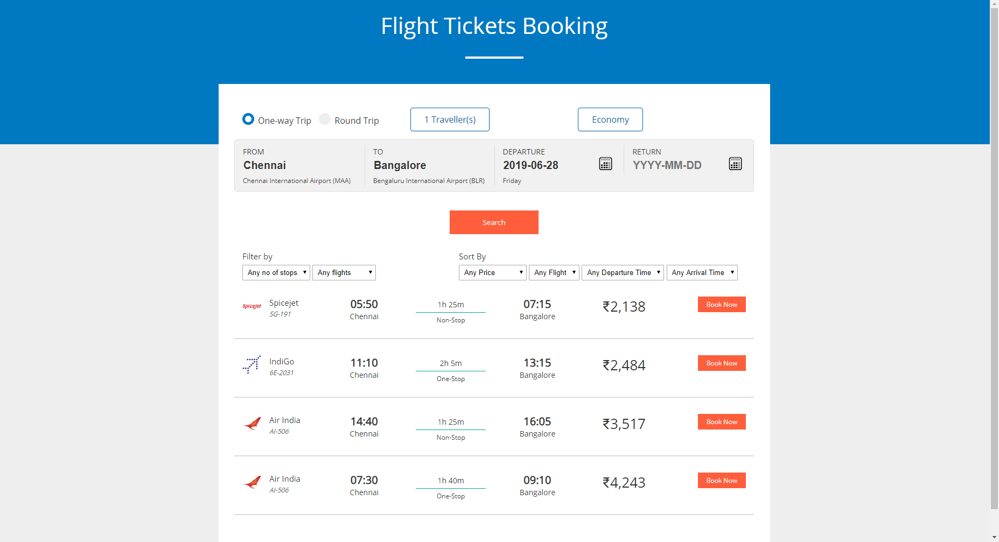 Flight Tickets Booking
One-way Trip Round Trip 1 Traveller(s) Economy
FROM TO DEPARTURE RETURN
Chennai Bangalore 2019-06-28 YYYY-MM-DD
Chennai International Airport (MAA) Bengaluru International Airport (BLR) Friday
Search
Filter by Sort By
Any no of stops Any flights Any Price Any Flight Any Departure Time Any Arrival Time
Spicejet Spicejet 05:50 1h 25m 07:15 ₹2,138 Book Now
SG-191 Chennai Non-Stop Bangalore
IndiGo 11:10 2h 5m 13:15 ₹2,484 Book Now
6E-2031 Chennai One-Stop Bangalore
Air India 14:40 1h 25m 16:05 ₹3,517 Book Now
AI-506 Chennai Non-Stop Bangalore
Air India 07:30 1h 40m 09:10 ₹4,243 Book Now
AI-506 Chennai One-Stop Bangalore